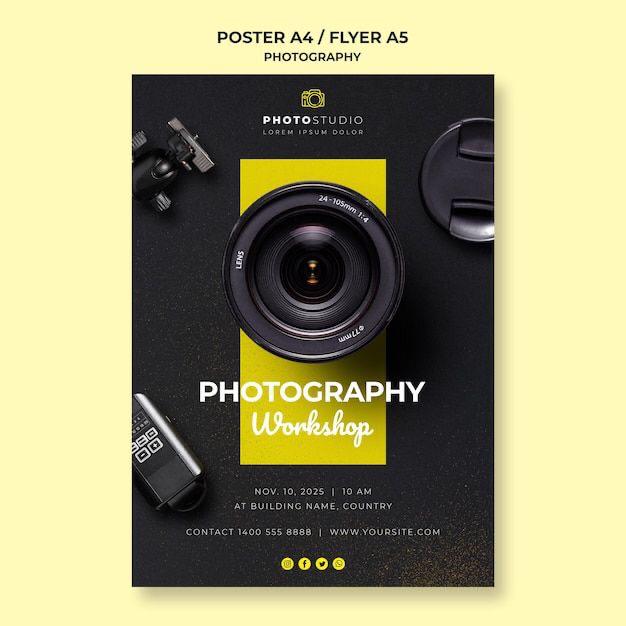 POSTER A4 / FLYER A5
PHOTOGRAPHY
PHOTOSTUDIO
LOREM IPSUM DOLOR
24-105mm 1:4
LENS
ø77mm
PHOTOGRAPHY
Workshop
NOV. 10, 2025 | 10 AM
AT BUILDING NAME, COUNTRY
CONTACT 1400 555 8888 / WWW.YOURSITE.COM